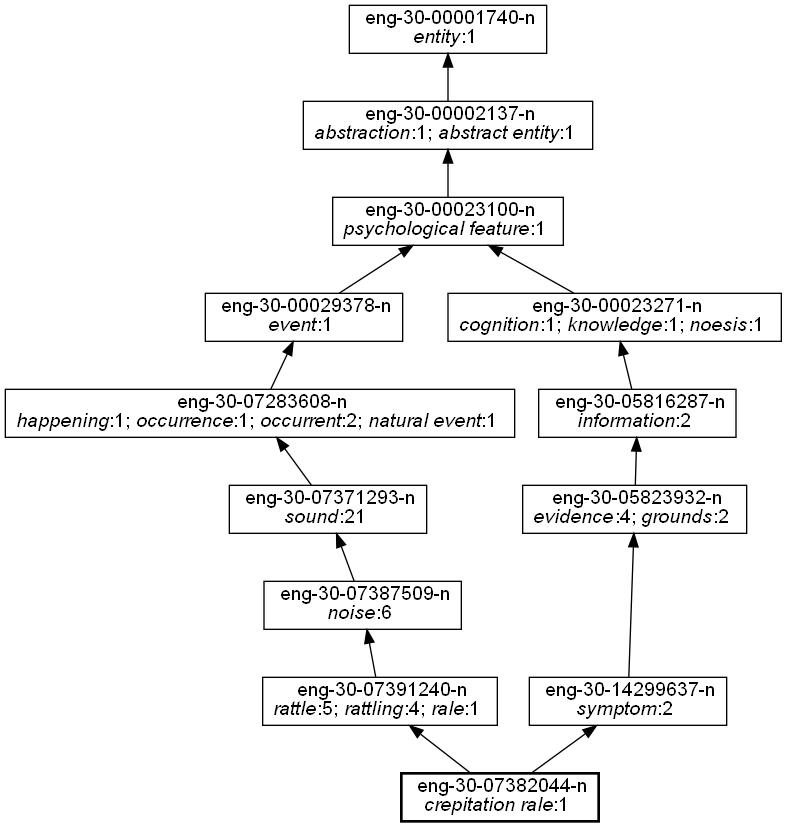 eng-30-00001740-n
entity:1
eng-30-00002137-n
abstraction:1; abstract entity:1
eng-30-00023100-n
psychological feature:1
eng-30-00029378-n
event:1
eng-30-00023271-n
cognition:1; knowledge:1; noesis:1
eng-30-07283608-n
happening:1; occurrence:1; occurrent:2; natural event:1
eng-30-05816287-n
information:2
eng-30-07371293-n
sound:21
eng-30-05823932-n
evidence:4; grounds:2
eng-30-07387509-n
noise:6
eng-30-07391240-n
rattle:5; rattling:4; rale:1
eng-30-14299637-n
symptom:2
eng-30-07382044-n
crepitation rale:1